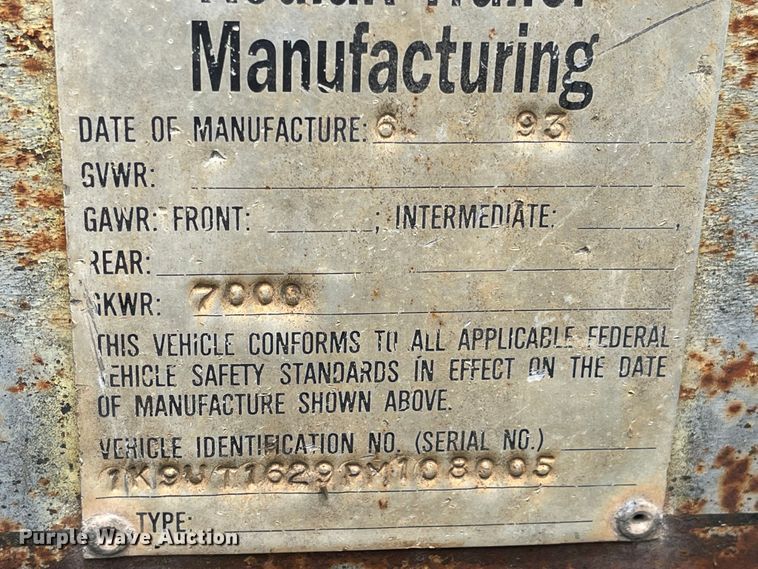 Manufacturing
DATE OF MANUFACTURE: 6 93
GVWR:
GAWR: FRONT: ; INTERMEDIATE: ,
REAR:
GKWR: 7000
THIS VEHICLE CONFORMS TO ALL APPLICABLE FEDERAL
VEHICLE SAFETY STANDARDS IN EFFECT ON THE DATE
OF MANUFACTURE SHOWN ABOVE.
VEHICLE IDENTIFICATION NO. (SERIAL NO.)
1K9UT1629PM108005
TYPE:
Purple Wave Auction